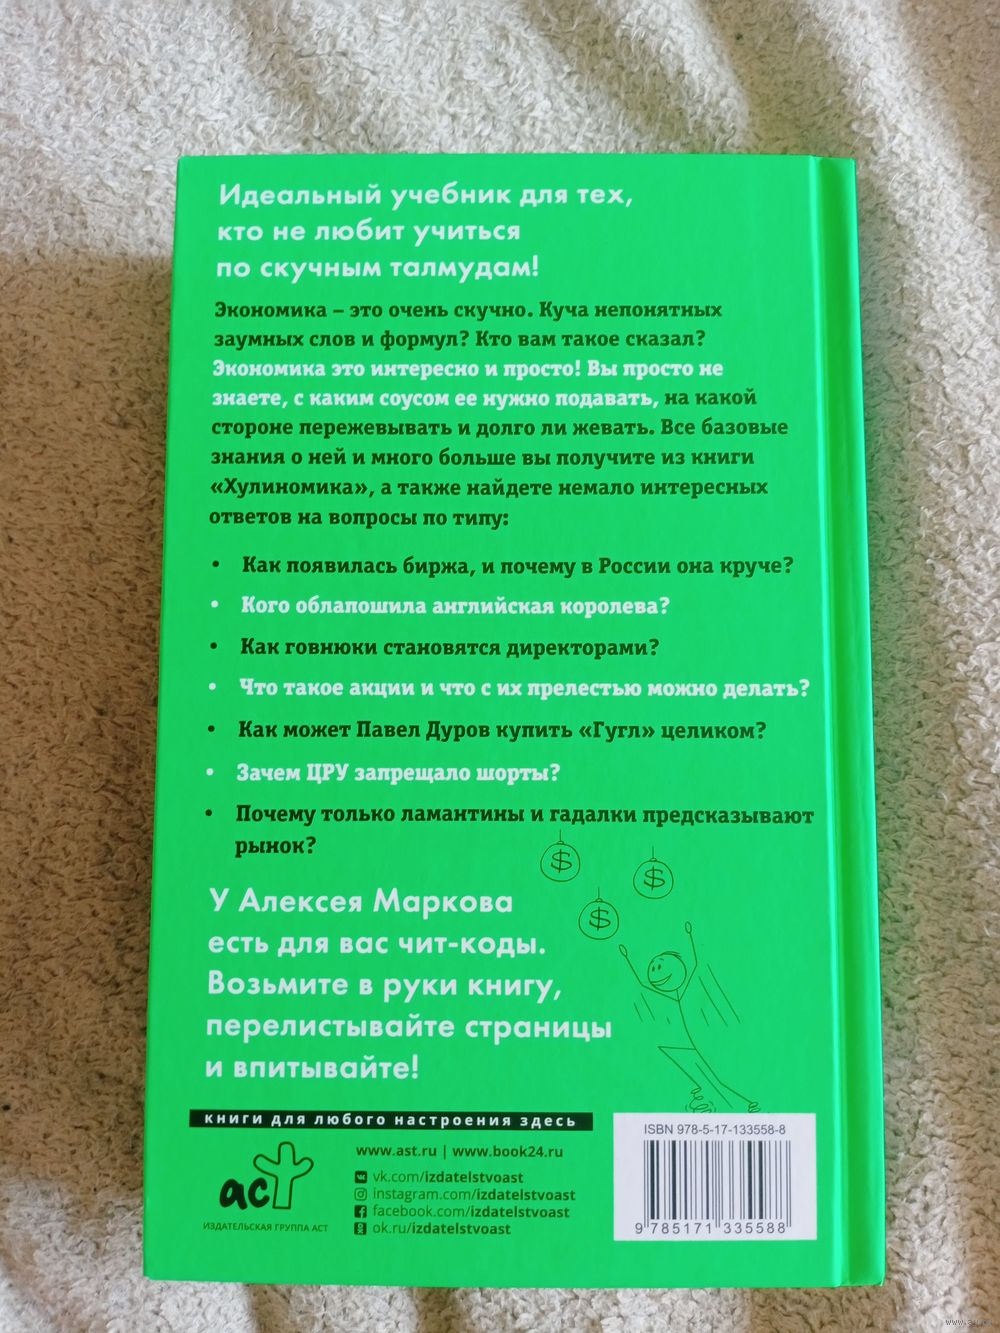 Идеальный учебник для тех,
кто не любит учиться
по скучным талмудам!
Экономика – это очень скучно. Куча непонятных
заумных слов и формул? Кто вам такое сказал?
Экономика это интересно и просто! Вы просто не
знаете, с каким соусом ее нужно подавать, на какой
стороне пережевывать и долго ли жевать. Все базовые
знания о ней и много больше вы получите из книги
«Хулиномика», а также найдете немало интересных
ответов на вопросы по типу:
• Как появилась биржа, и почему в России она круче?
• Кого облапошила английская королева?
• Как говнюки становятся директорами?
• Что такое акции и что с их прелестью можно делать?
• Как может Павел Дуров купить «Гугл» целиком?
• Зачем ЦРУ запрещало шорты?
• Почему только ламантины и гадалки предсказывают
рынок?
$
$
$
У Алексея Маркова
есть для вас чит-коды.
Возьмите в руки книгу,
перелистывайте страницы
и впитывайте!
книги для любого настроения здесь
аст
ИЗДАТЕЛЬСКАЯ ГРУППА АСТ
www.ast.ru | www.book24.ru
vk.com/izdatelstvoast
instagram.com/izdatelstvoast
facebook.com/izdatelstvoast
ok.ru/izdatelstvoast
ISBN 978-5-17-133558-8
9 785171 335588